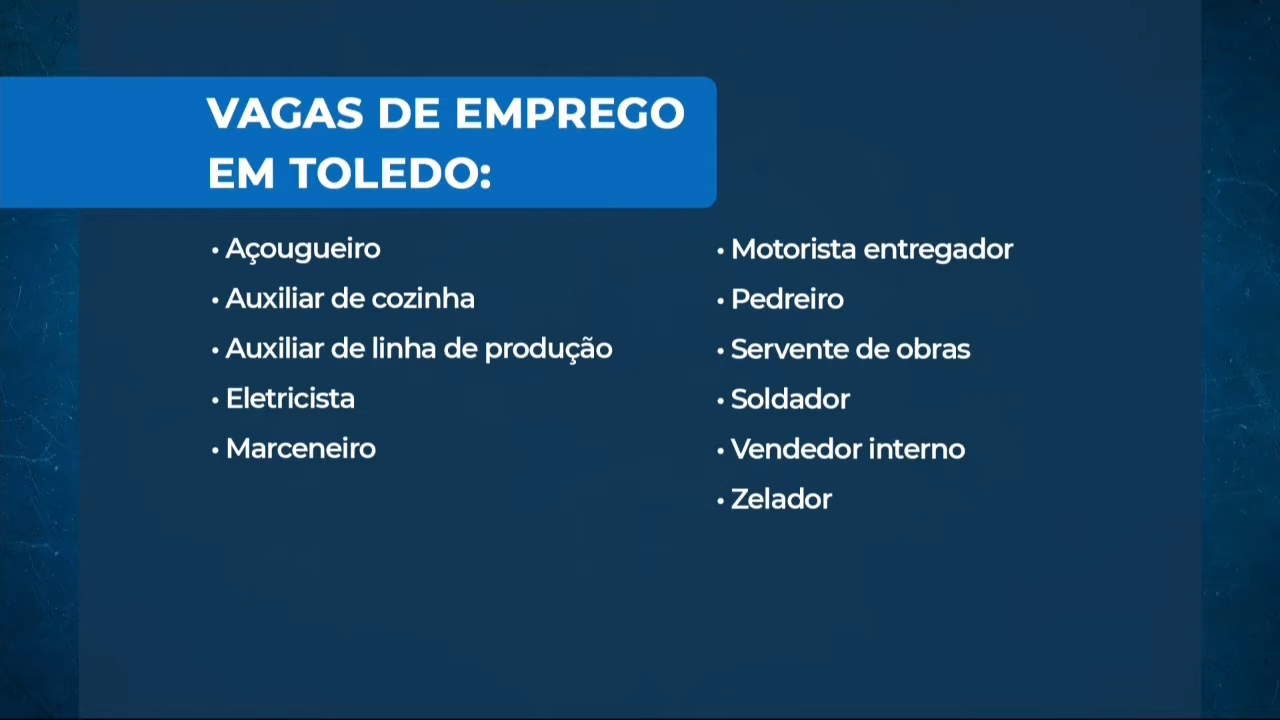 VAGAS DE EMPREGO
EM TOLEDO:
• Açougueiro
• Auxiliar de cozinha
• Auxiliar de linha de produção
• Eletricista
• Marceneiro
• Motorista entregador
• Pedreiro
• Servente de obras
• Soldador
• Vendedor interno
• Zelador